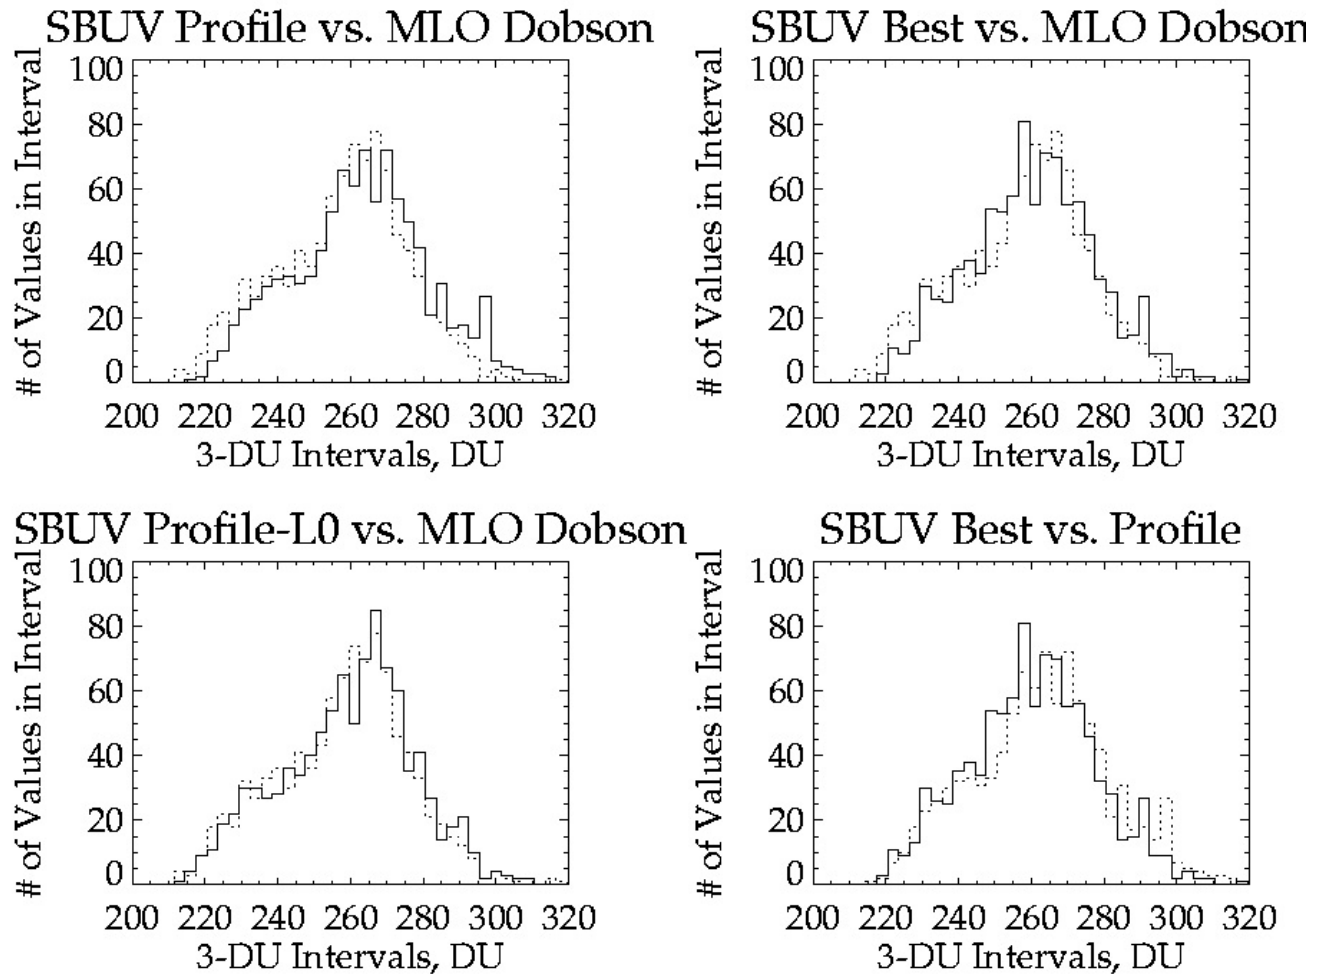 SBUV Profile vs. MLO Dobson
# of Values in Interval
100
80
60
40
20
0
200 220 240 260 280 300 320
3-DU Intervals, DU
SBUV Best vs. MLO Dobson
# of Values in Interval
100
80
60
40
20
0
200 220 240 260 280 300 320
3-DU Intervals, DU
SBUV Profile-L0 vs. MLO Dobson
# of Values in Interval
100
80
60
40
20
0
200 220 240 260 280 300 320
3-DU Intervals, DU
SBUV Best vs. Profile
# of Values in Interval
100
80
60
40
20
0
200 220 240 260 280 300 320
3-DU Intervals, DU